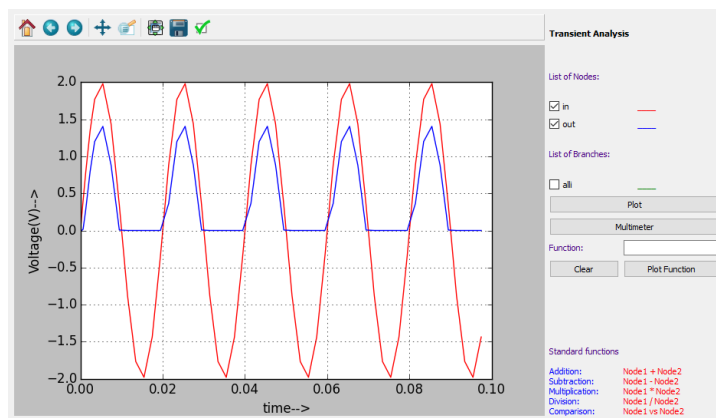 Transient Analysis
List of Nodes:
in
out
List of Branches:
alli
Plot
Multimeter
Function:
Clear
Plot Function
Standard functions
Addition: Node1 + Node2
Subtraction: Node1 - Node2
Multiplication: Node1 * Node2
Division: Node1 / Node2
Comparison: Node1 vs Node2
Voltage(V)-->
2.0
1.5
1.0
0.5
0.0
−0.5
−1.0
−1.5
−2.0
0.00 0.02 0.04 0.06 0.08 0.10
time-->